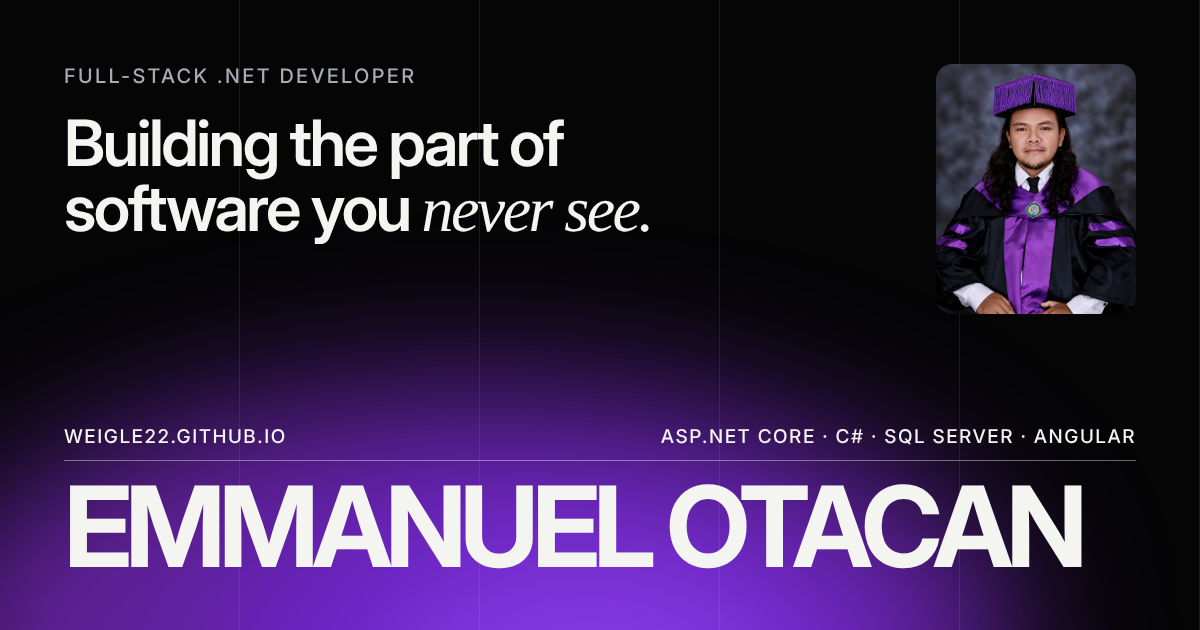 FULL-STACK .NET DEVELOPER
Building the part of
software you never see.
WEIGLE22.GITHUB.IO
ASP.NET CORE · C# · SQL SERVER · ANGULAR
EMMANUEL OTACAN